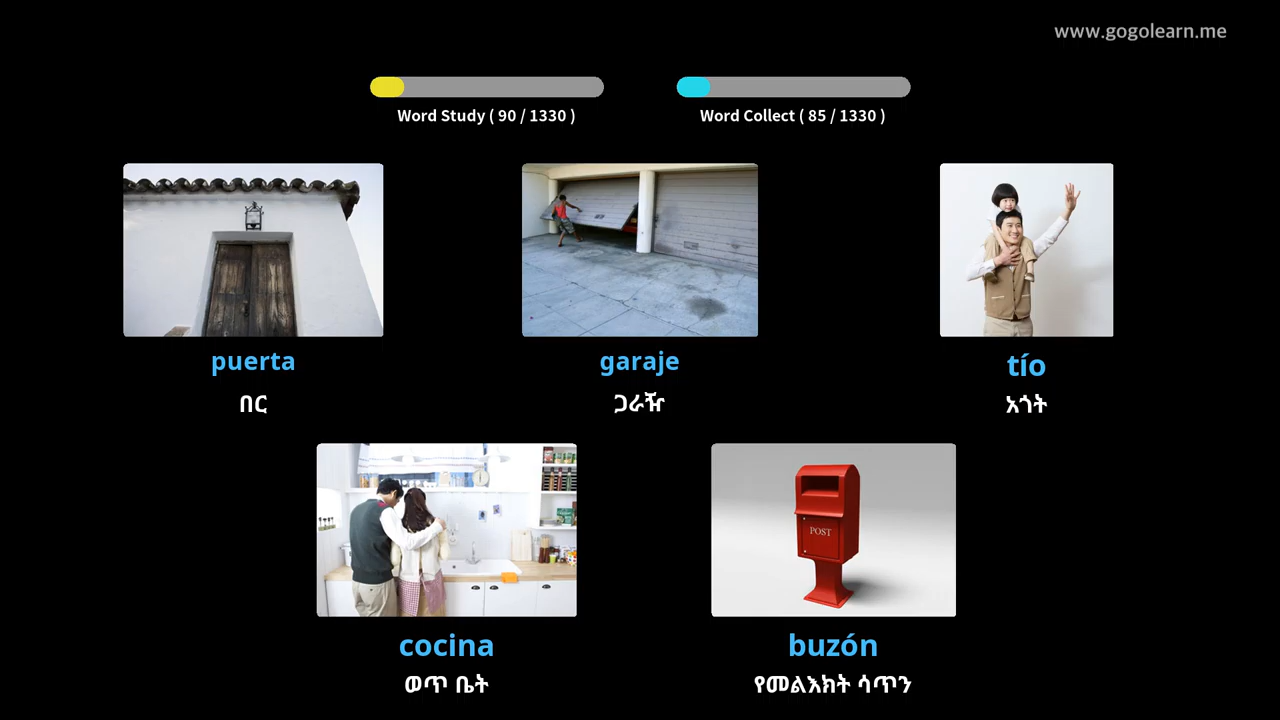 www.gogolearn.me
Word Study ( 90 / 1330 )
Word Collect ( 85 / 1330 )
puerta
በር
garaje
ጋራዥ
tío
አጎት
POST
cocina
ወጥ ቤት
buzón
የመልእክት ሳጥን